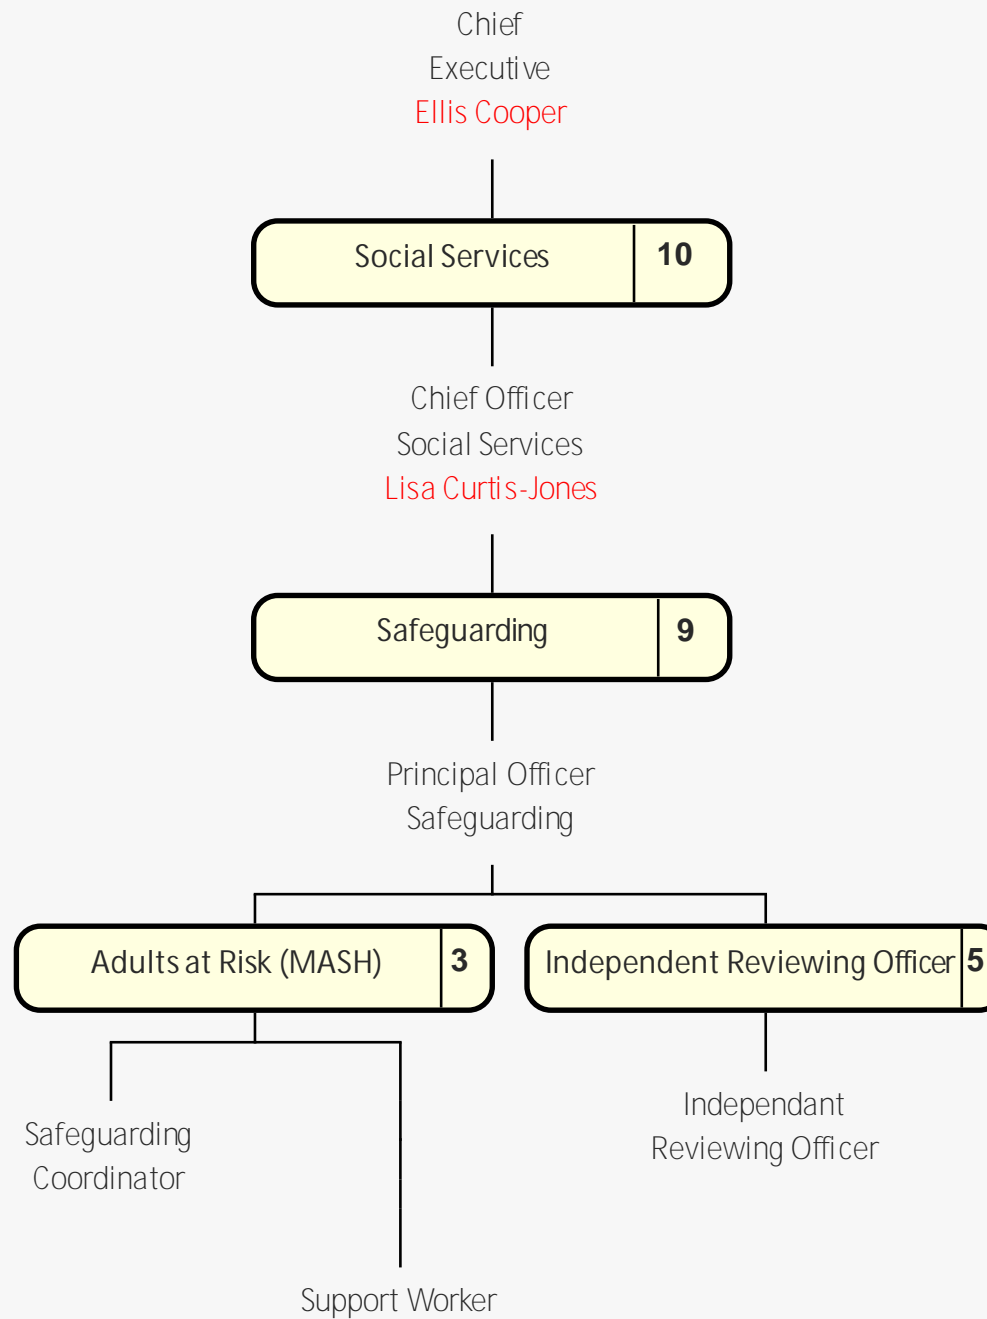 Chief
Executive
Ellis Cooper
Social Services 10
Chief Officer
Social Services
Lisa Curtis-Jones
Safeguarding 9
Principal Officer
Safeguarding
Adults at Risk (MASH) 3
Independent Reviewing Officer 5
Safeguarding
Coordinator
Independant
Reviewing Officer
Support Worker